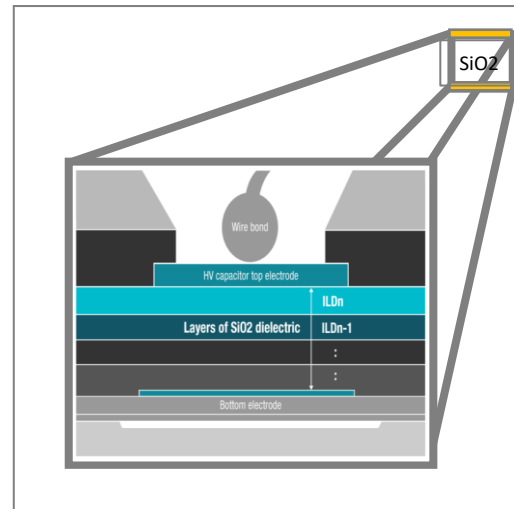 SiO2
Wire bond
HV capacitor top electrode
ILDn
Layers of SiO2 dielectric ILDn-1
:
:
Bottom electrode